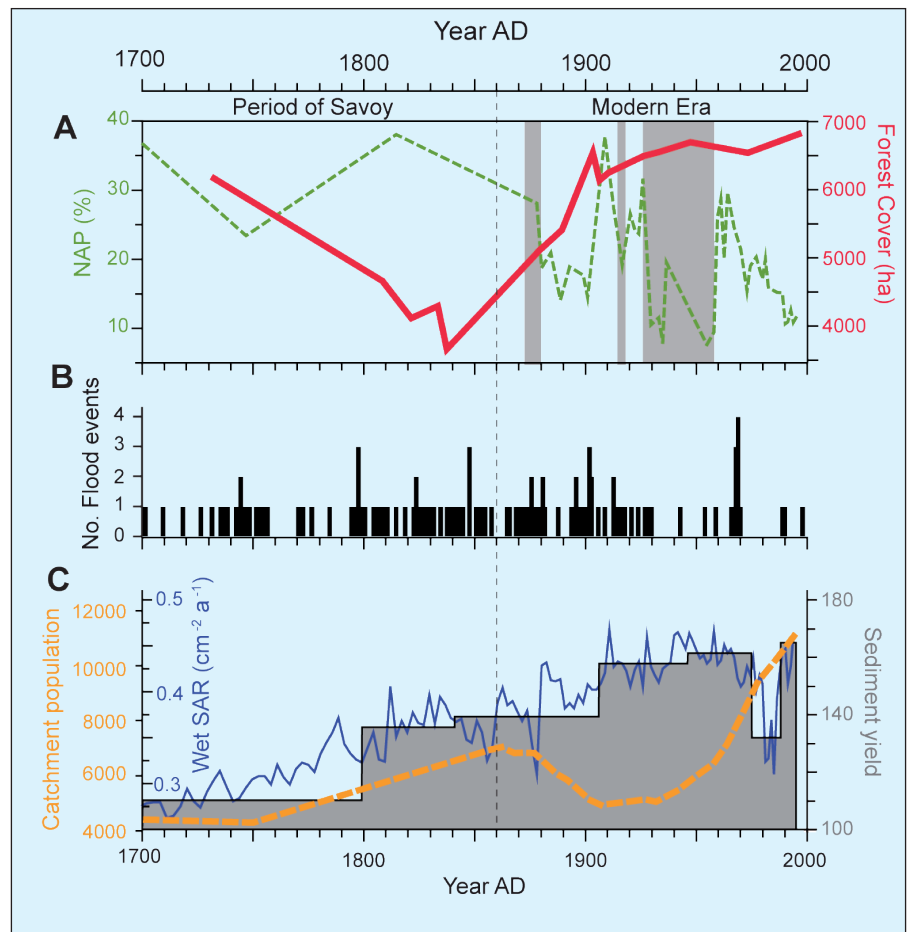 Year AD
1700 1800 1900 2000
Period of Savoy Modern Era
A
40
30
20
10
NAP (%)
7000
6000
5000
4000
Forest Cover (ha)
B
4
3
2
1
0
No. Flood events
C
12000
10000
8000
6000
4000
Catchment population
0.5
0.4
0.3
Wet SAR (cm⁻² a⁻¹)
180
140
100
Sediment yield
1700 1800 1900 2000
Year AD